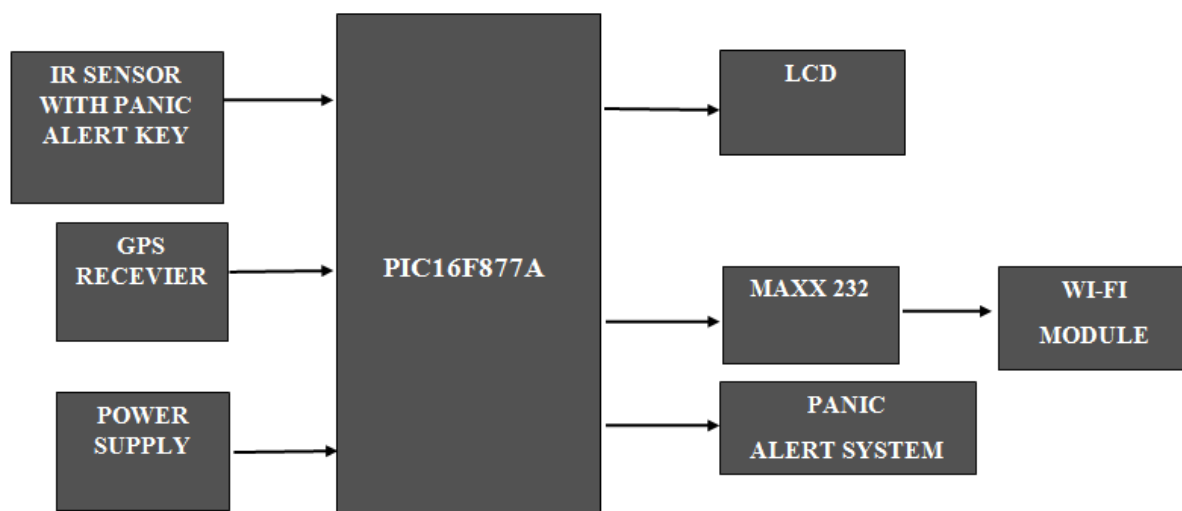 IR SENSOR
WITH PANIC
ALERT KEY
GPS
RECEVIER
POWER
SUPPLY
PIC16F877A
LCD
MAXX 232
WI-FI
MODULE
PANIC
ALERT SYSTEM